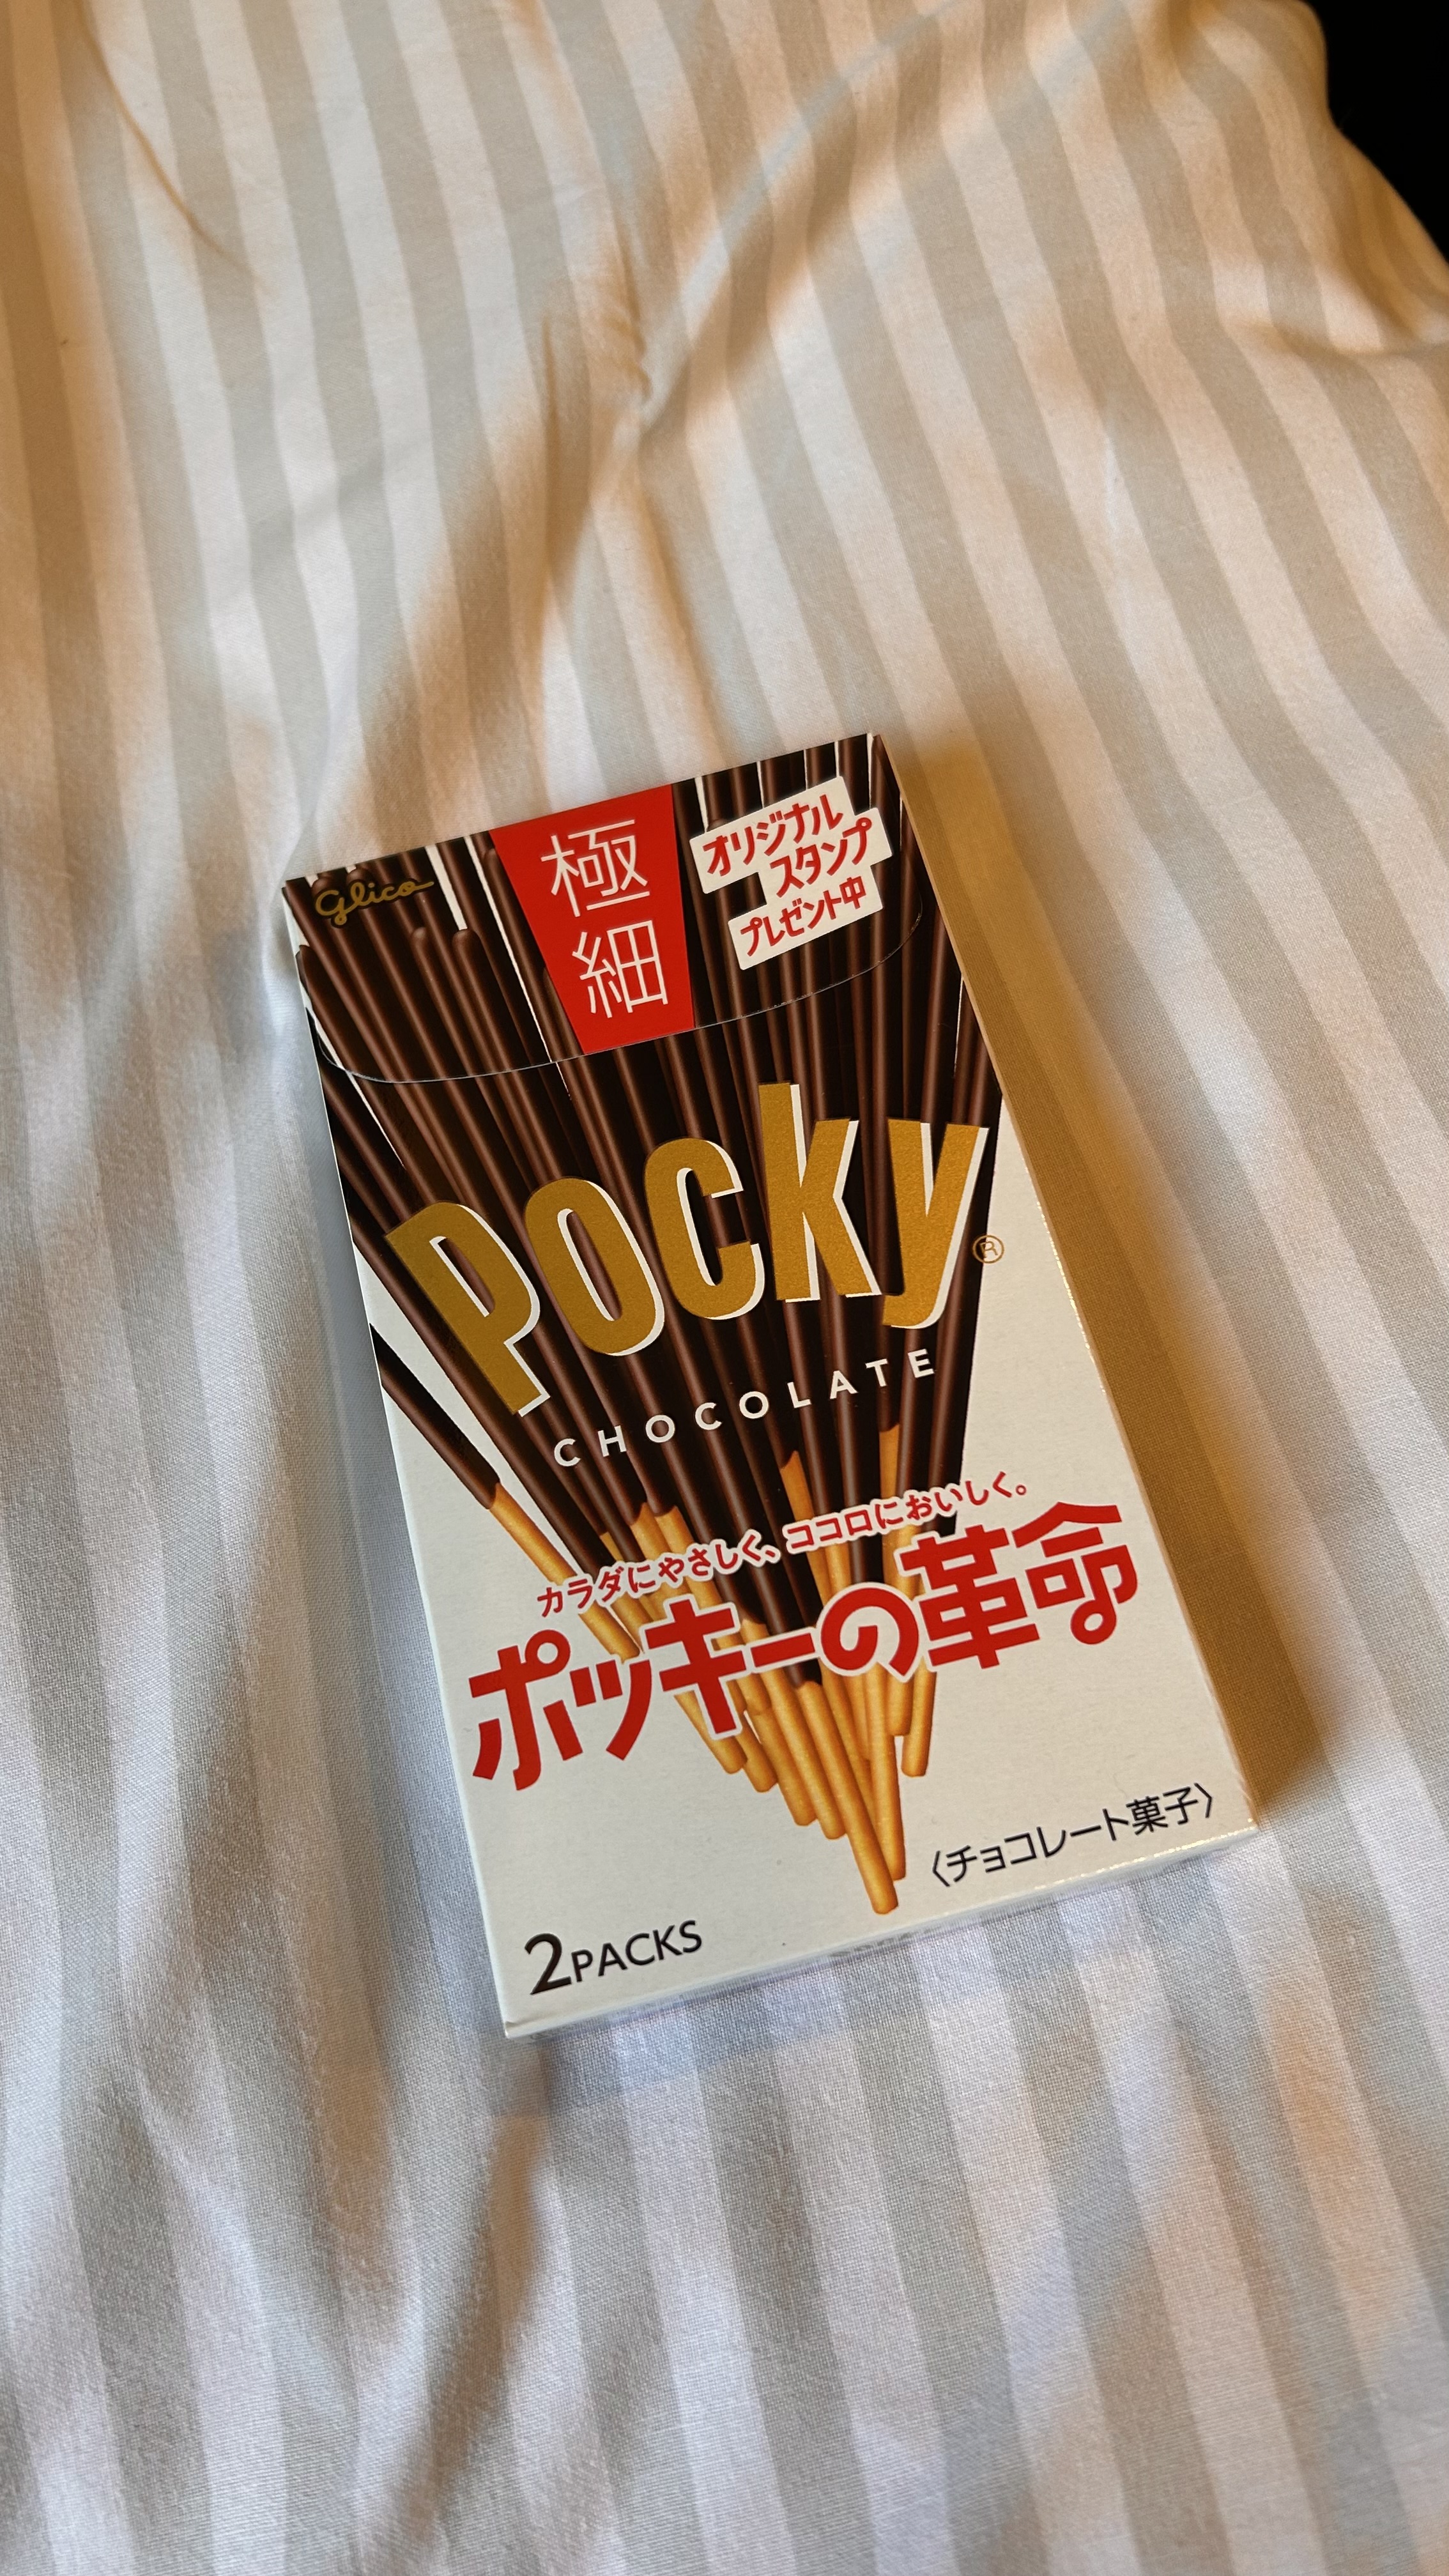 Glico
極
細
オリジナル
スタンプ
プレゼント中
Pocky®
CHOCOLATE
カラダにやさしく、ココロにおいしく。
ポッキーの革命
〈チョコレート菓子〉
2PACKS